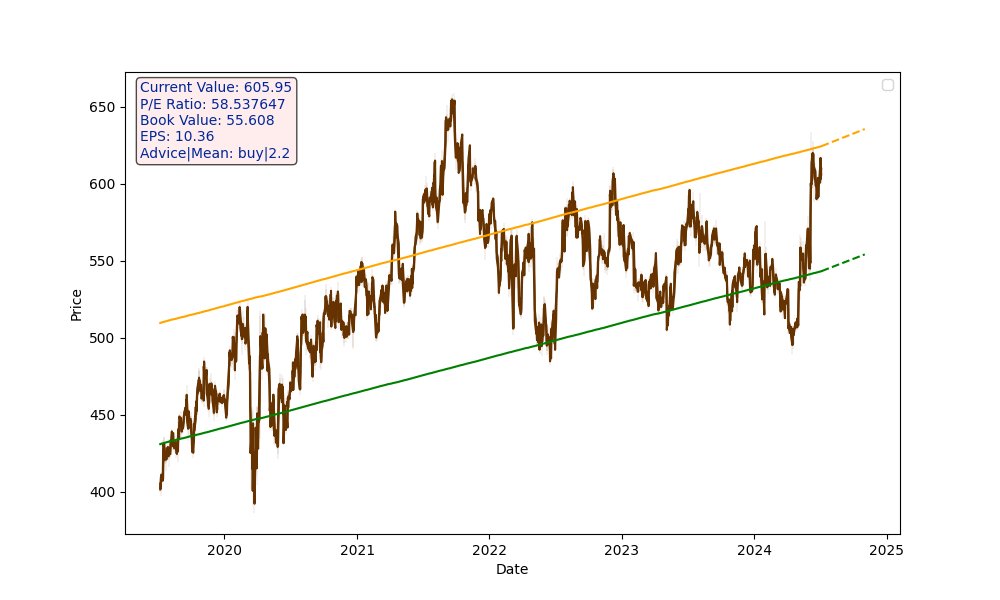 Current Value: 605.95
P/E Ratio: 58.537647
Book Value: 55.608
EPS: 10.36
Advice|Mean: buy|2.2
650
600
550
500
450
400
Price
2020 2021 2022 2023 2024 2025
Date